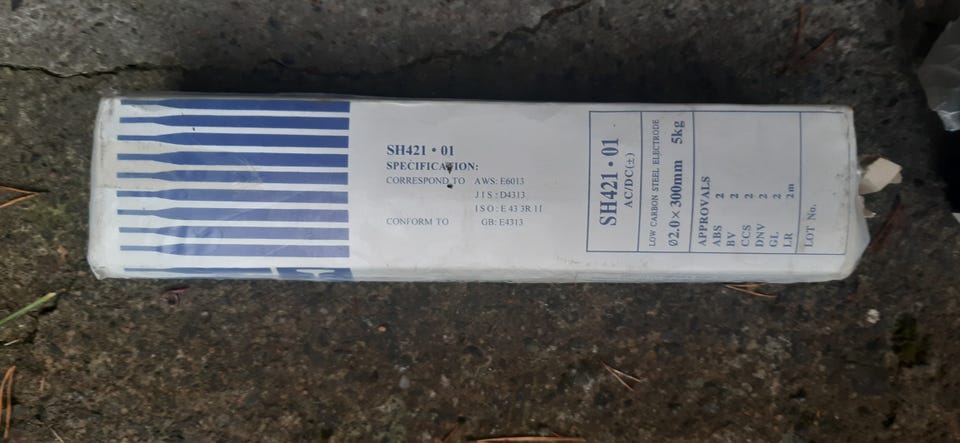 SH421 • 01
SPECIFICATION:
CORRESPOND TO AWS: E6013
JIS: D4313
ISO: E 43 3R 11
CONFORM TO GB: E4313
SH421 • 01
AC/DC(±)
LOW CARBON STEEL ELECTRODE
Ø2.0×300mm 5kg
APPROVALS
ABS 2
BV 2
CCS 2
DNV 2
GL 2
LR 2m
LOT No.